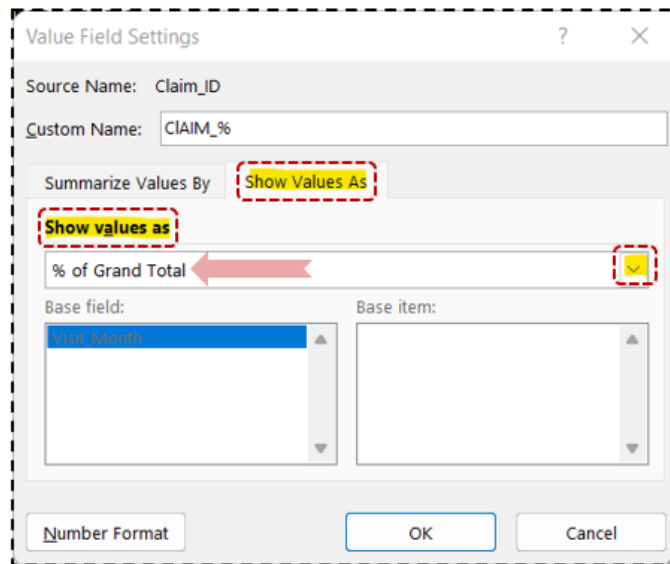 Value Field Settings ?
Source Name: Claim_ID
Custom Name: ClAIM_%
Summarize Values By Show Values As
Show values as
% of Grand Total
Base field: Base item:
Visit_Month
Number Format OK Cancel